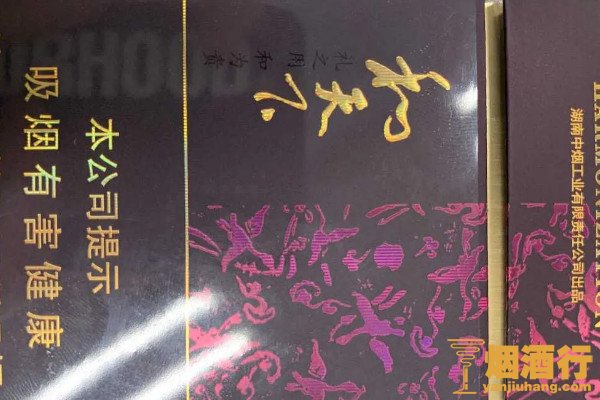 和天下
礼之用 和为贵
本公司提示
吸烟有害健康
HARMONIZATION
湖南中烟工业有限责任公司出品
烟酒行
yanjiuhang.com